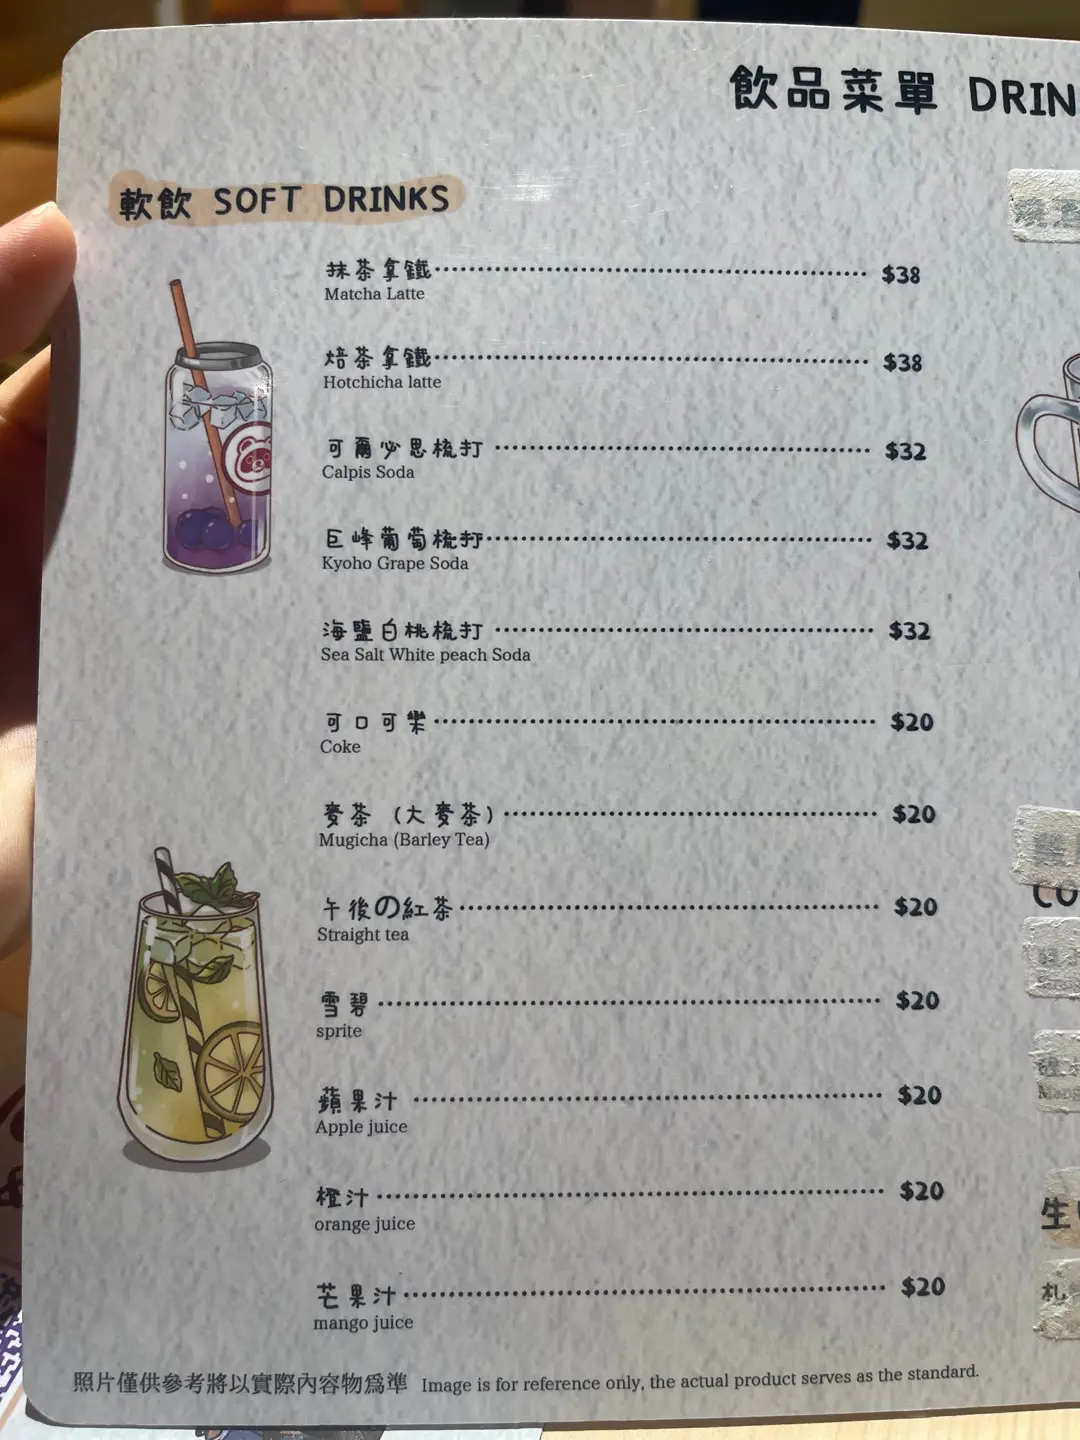 飲品菜單 DRIN
軟飲 SOFT DRINKS
抹茶拿鐵 $38
Matcha Latte
焙茶拿鐵 $38
Hotchicha latte
可爾必思梳打 $32
Calpis Soda
巨峰葡萄梳打 $32
Kyoho Grape Soda
海鹽白桃梳打 $32
Sea Salt White peach Soda
可口可樂 $20
Coke
麥茶 (大麥茶) $20
Mugicha (Barley Tea)
午後の紅茶 $20
Straight tea
雪碧 $20
sprite
蘋果汁 $20
Apple juice
橙汁 $20
orange juice
芒果汁 $20
mango juice
CO
生
札
照片僅供參考將以實際內容物爲準 Image is for reference only, the actual product serves as the standard.